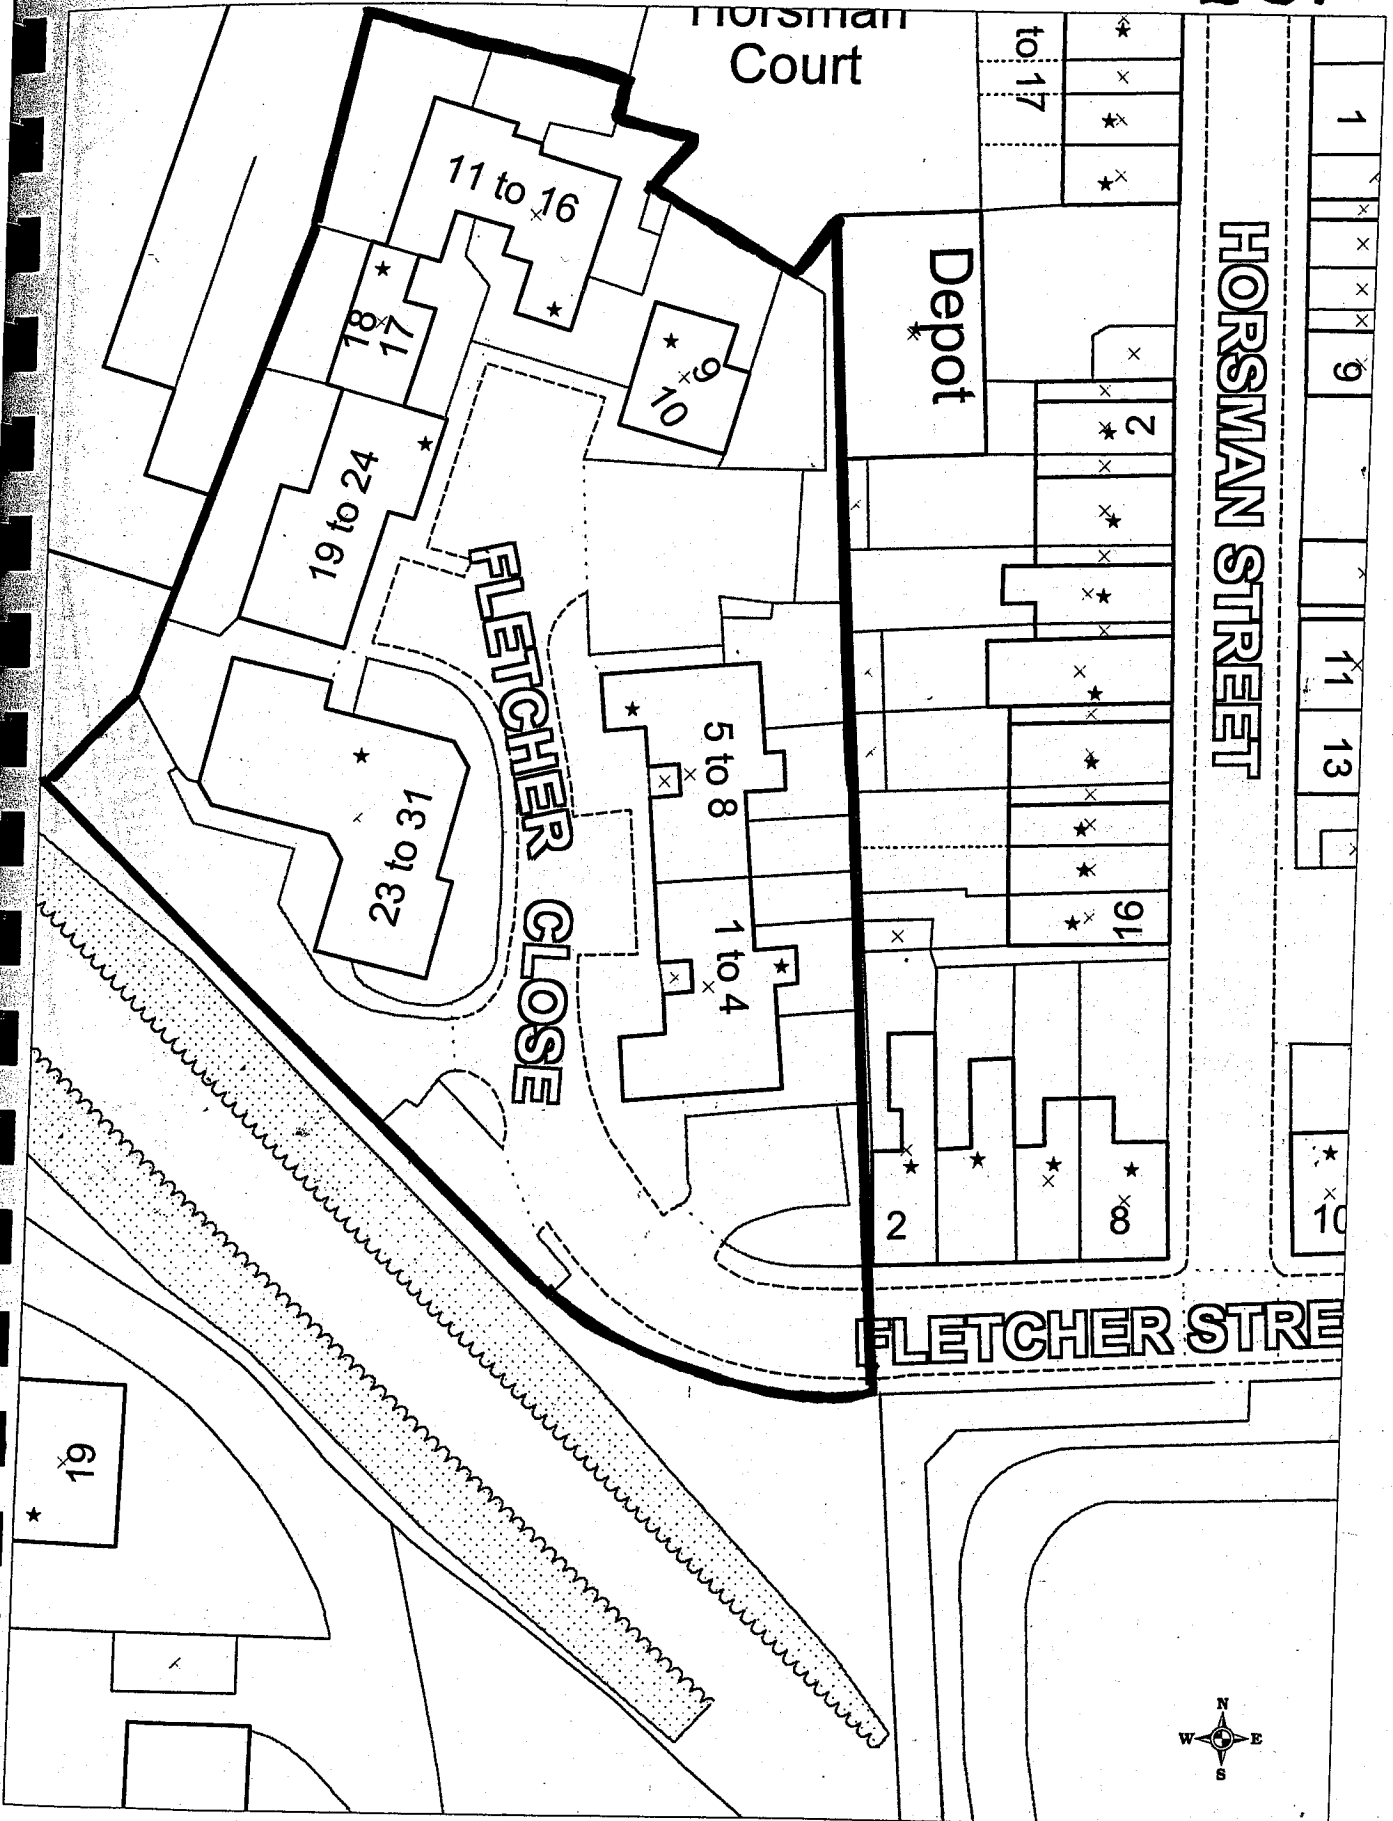 Horsman
Court
to 17
1
HORSMAN STREET
11 to 16
Depot
18
17
9
10
9
2
19 to 24
FLETCHER CLOSE
11
5 to 8
13
23 to 31
1 to 4
16
2
8
10
FLETCHER STRE
19
N
W
E
S